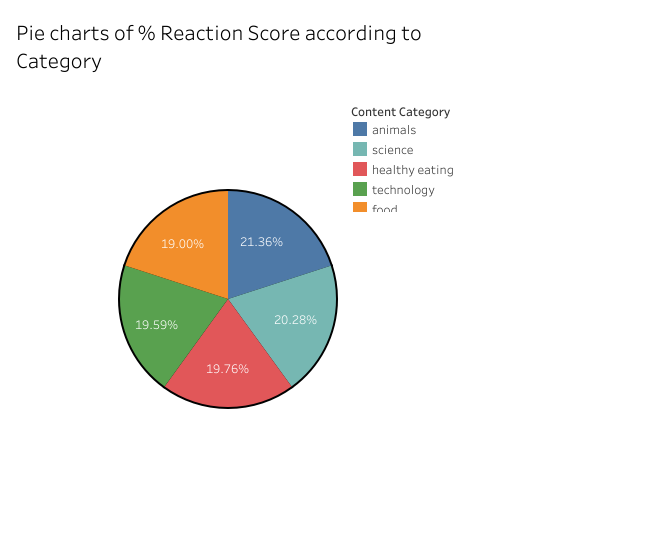 Pie charts of % Reaction Score according to
Category
Content Category
animals
science
healthy eating
technology
food
19.00%
21.36%
20.28%
19.59%
19.76%